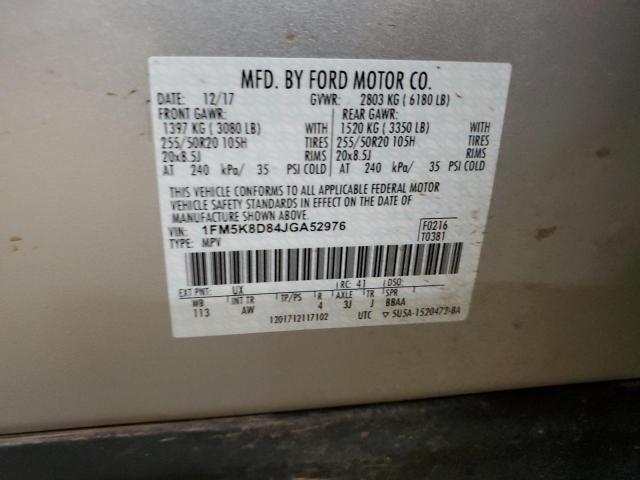 MFD. BY FORD MOTOR CO.
DATE: 12/17 GVWR: 2803 KG ( 6180 LB)
FRONT GAWR: REAR GAWR:
1397 KG ( 3080 LB) WITH 1520 KG ( 3350 LB) WITH
255/50R20 105H TIRES 255/50R20 105H TIRES
20x8.5J RIMS 20x8.5J RIMS
AT 240 kPa/ 35 PSI COLD AT 240 kPa/ 35 PSI COLD
THIS VEHICLE CONFORMS TO ALL APPLICABLE FEDERAL MOTOR
VEHICLE SAFETY STANDARDS IN EFFECT ON THE DATE OF
MANUFACTURE SHOWN ABOVE.
VIN: 1FM5K8D84JGA52976 F0216
TYPE: MPV T0381
EXT PNT: UX RC: 41 DSO:
WB INT TR TP/PS R AXLE TR SPR
113 AW 4 3J J BBAA
1201712117102 UTC ▽ 5U5A-1520472-BA